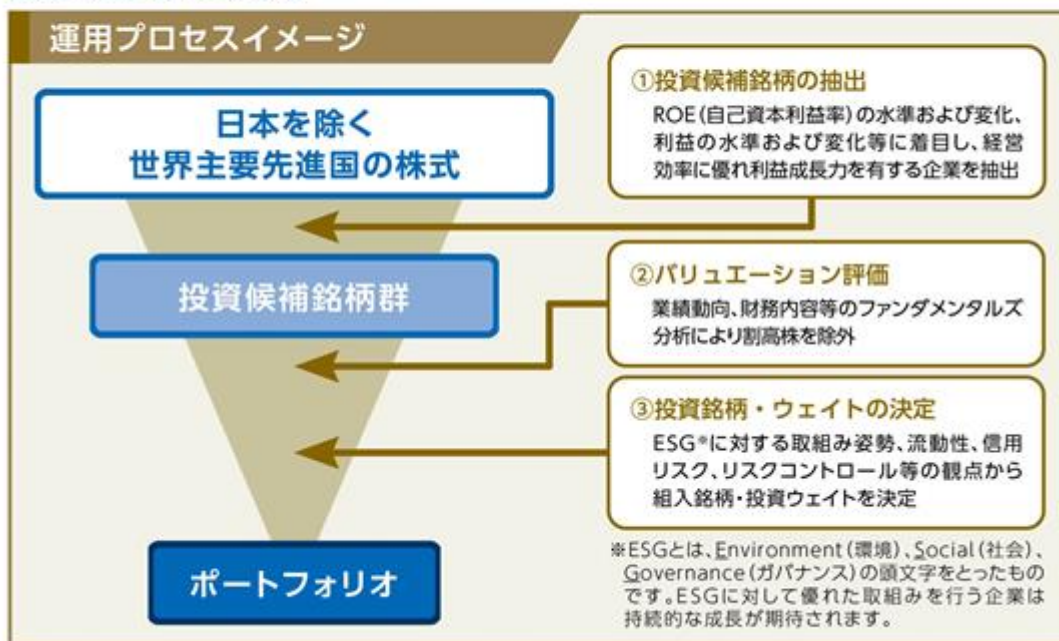 運用プロセスイメージ
日本を除く
世界主要先進国の株式
①投資候補銘柄の抽出
ROE(自己資本利益率)の水準および変化、
利益の水準および変化等に着目し、経営
効率に優れ利益成長力を有する企業を抽出
投資候補銘柄群
②バリュエーション評価
業績動向、財務内容等のファンダメンタルズ
分析により割高株を除外
③投資銘柄・ウェイトの決定
ESG※に対する取組み姿勢、流動性、信用
リスク、リスクコントロール等の観点から
組入銘柄・投資ウェイトを決定
ポートフォリオ
※ESGとは、Environment(環境)、Social(社会)、
Governance(ガバナンス)の頭文字をとったもの
です。ESGに対して優れた取組みを行う企業は
持続的な成長が期待されます。